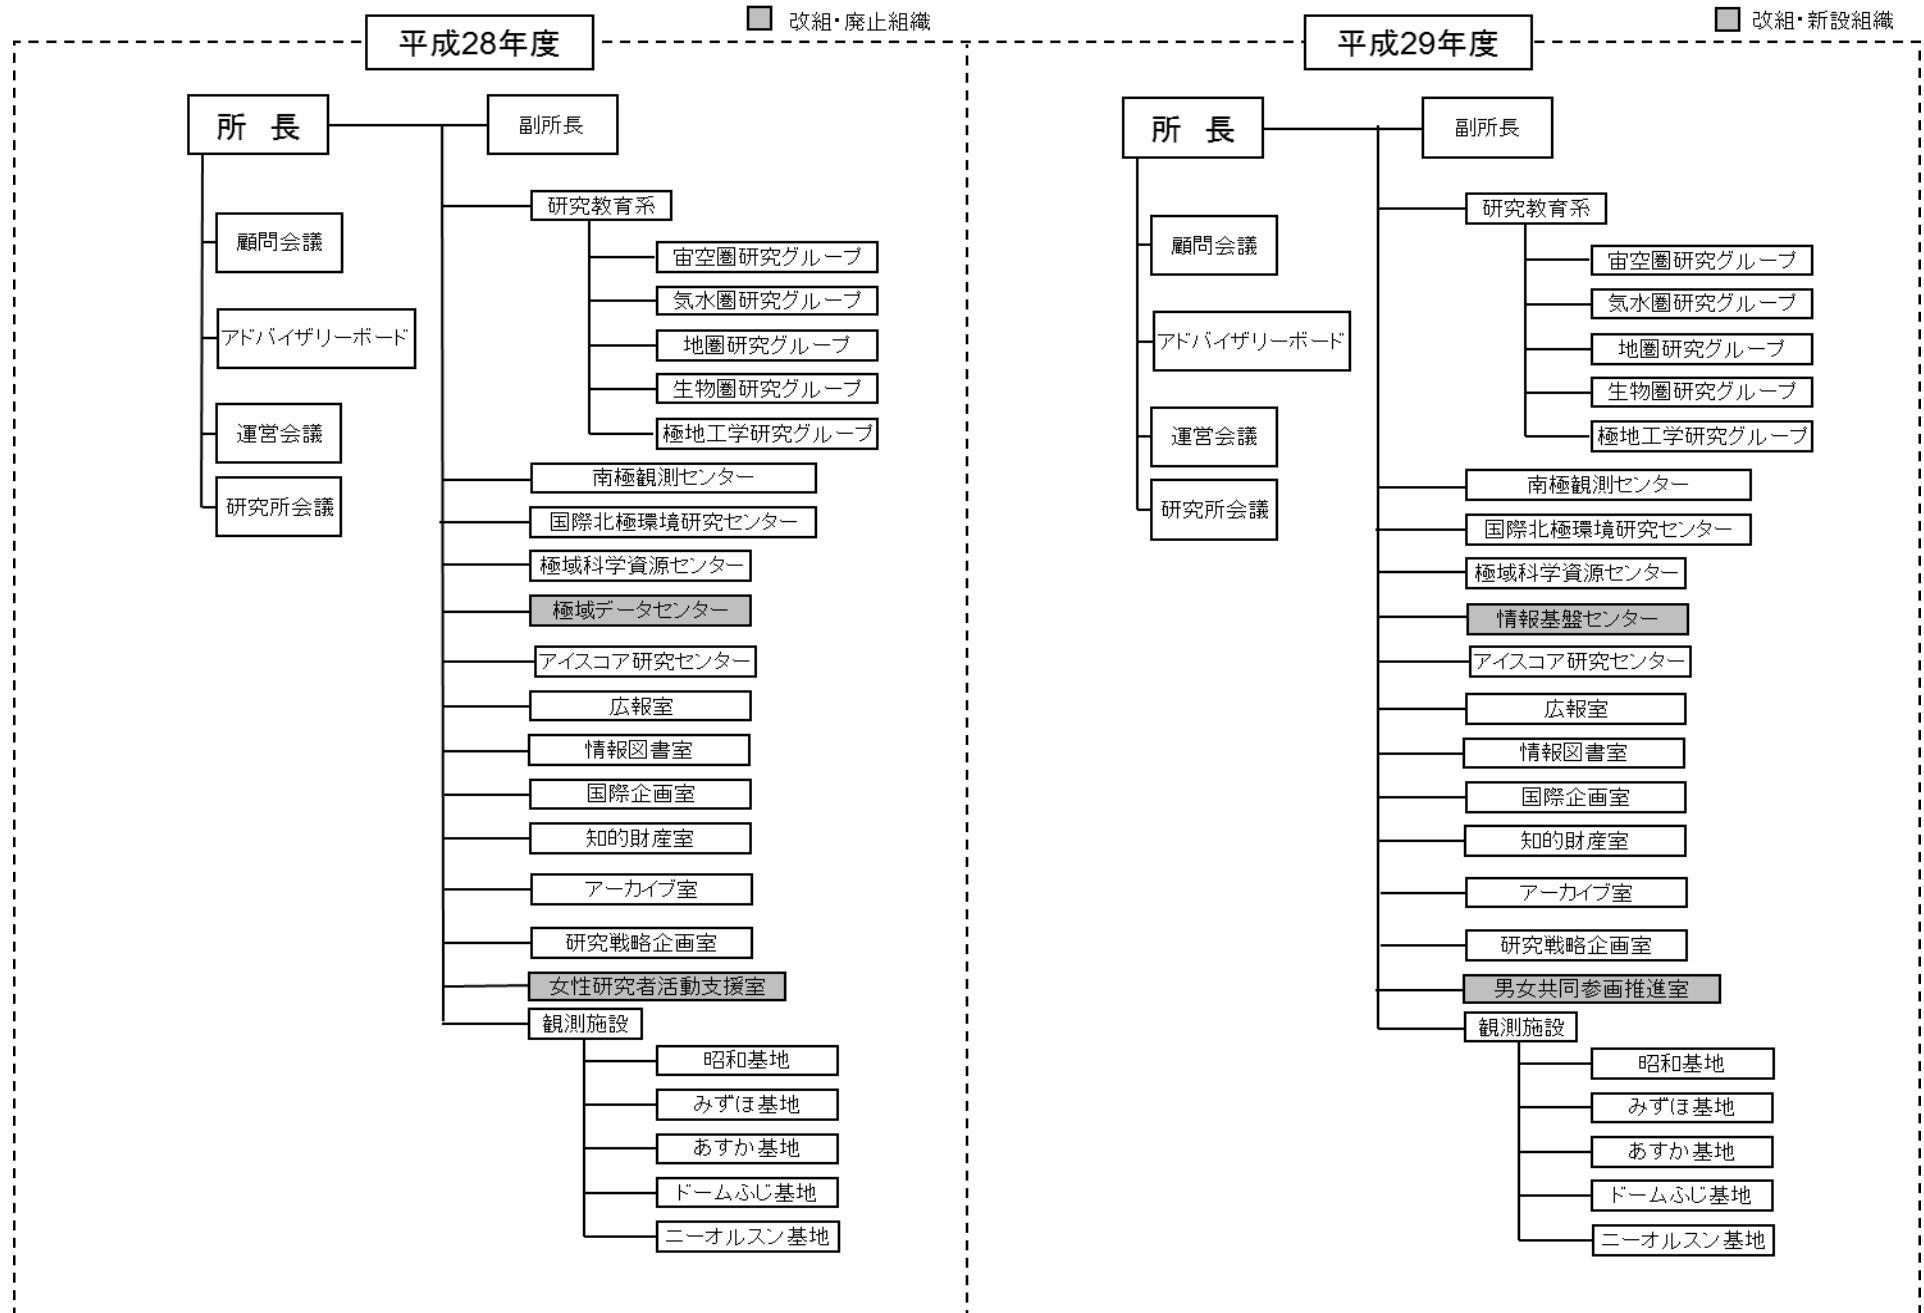 改組・廃止組織
平成28年度
所 長
副所長
顧問会議
アドバイザリーボード
運営会議
研究所会議
研究教育系
宙空圏研究グループ
気水圏研究グループ
地圏研究グループ
生物圏研究グループ
極地工学研究グループ
南極観測センター
国際北極環境研究センター
極域科学資源センター
極域データセンター
アイスコア研究センター
広報室
情報図書室
国際企画室
知的財産室
アーカイブ室
研究戦略企画室
女性研究者活動支援室
観測施設
昭和基地
みずほ基地
あすか基地
ドームふじ基地
ニーオルスン基地
改組・新設組織
平成29年度
所 長
副所長
顧問会議
アドバイザリーボード
運営会議
研究所会議
研究教育系
宙空圏研究グループ
気水圏研究グループ
地圏研究グループ
生物圏研究グループ
極地工学研究グループ
南極観測センター
国際北極環境研究センター
極域科学資源センター
情報基盤センター
アイスコア研究センター
広報室
情報図書室
国際企画室
知的財産室
アーカイブ室
研究戦略企画室
男女共同参画推進室
観測施設
昭和基地
みずほ基地
あすか基地
ドームふじ基地
ニーオルスン基地